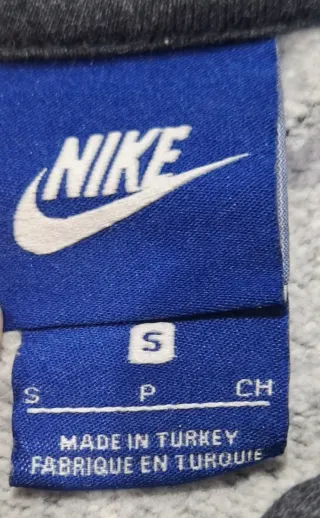 NIKE
S
S P CH
MADE IN TURKEY
FABRIQUE EN TURQUIE